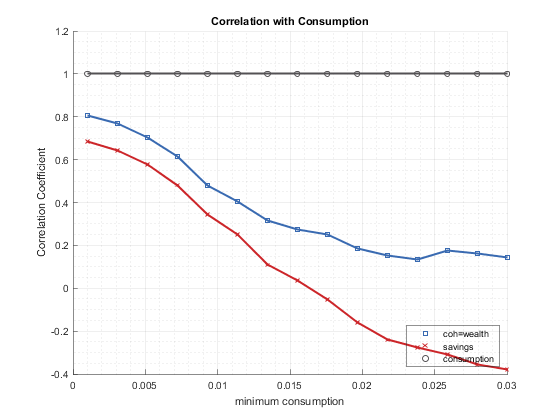 Correlation with Consumption
1.2
1
0.8
0.6
0.4
0.2
0
-0.2
-0.4
Correlation Coefficient
0
0.005
0.01
0.015
0.02
0.025
0.03
minimum consumption
coh=wealth
savings
consumption